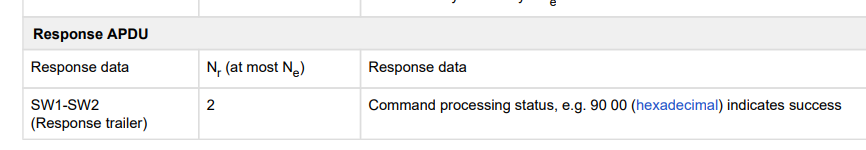 e
Response APDU
Response data Nr (at most Ne) Response data
SW1-SW2 2 Command processing status, e.g. 90 00 (hexadecimal) indicates success
(Response trailer)